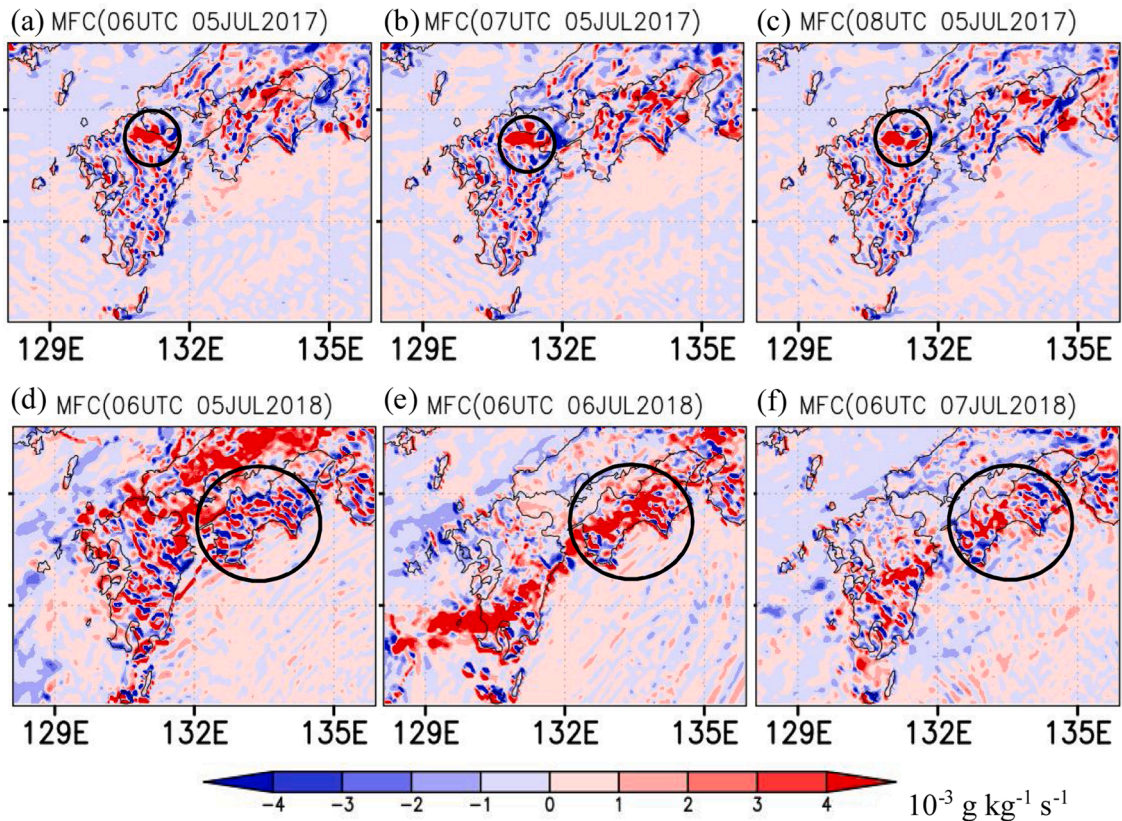 (a) MFC(06UTC 05JUL2017) (b) MFC(07UTC 05JUL2017) (c) MFC(08UTC 05JUL2017)
129E 132E 135E 129E 132E 135E 129E 132E 135E
(d) MFC(06UTC 05JUL2018) (e) MFC(06UTC 06JUL2018) (f) MFC(06UTC 07JUL2018)
129E 132E 135E 129E 132E 135E 129E 132E 135E
−4 −3 −2 −1 0 1 2 3 4 10⁻³ g kg⁻¹ s⁻¹